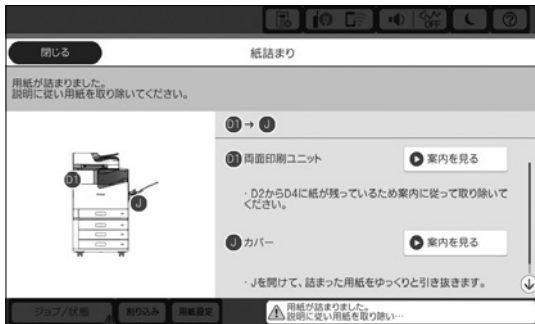 OFF
閉じる
紙詰まり
用紙が詰まりました。
説明に従い用紙を取り除いてください。
D1→J
D1両面印刷ユニット
案内を見る
・D2からD4に紙が残っているため案内に従って取り除いて
ください。
D1
J
Jカバー
案内を見る
・Jを開けて、詰まった用紙をゆっくりと引き抜きます。
ジョブ/状態
割り込み
用紙設定
用紙が詰まりました。
説明に従い用紙を取り除い…